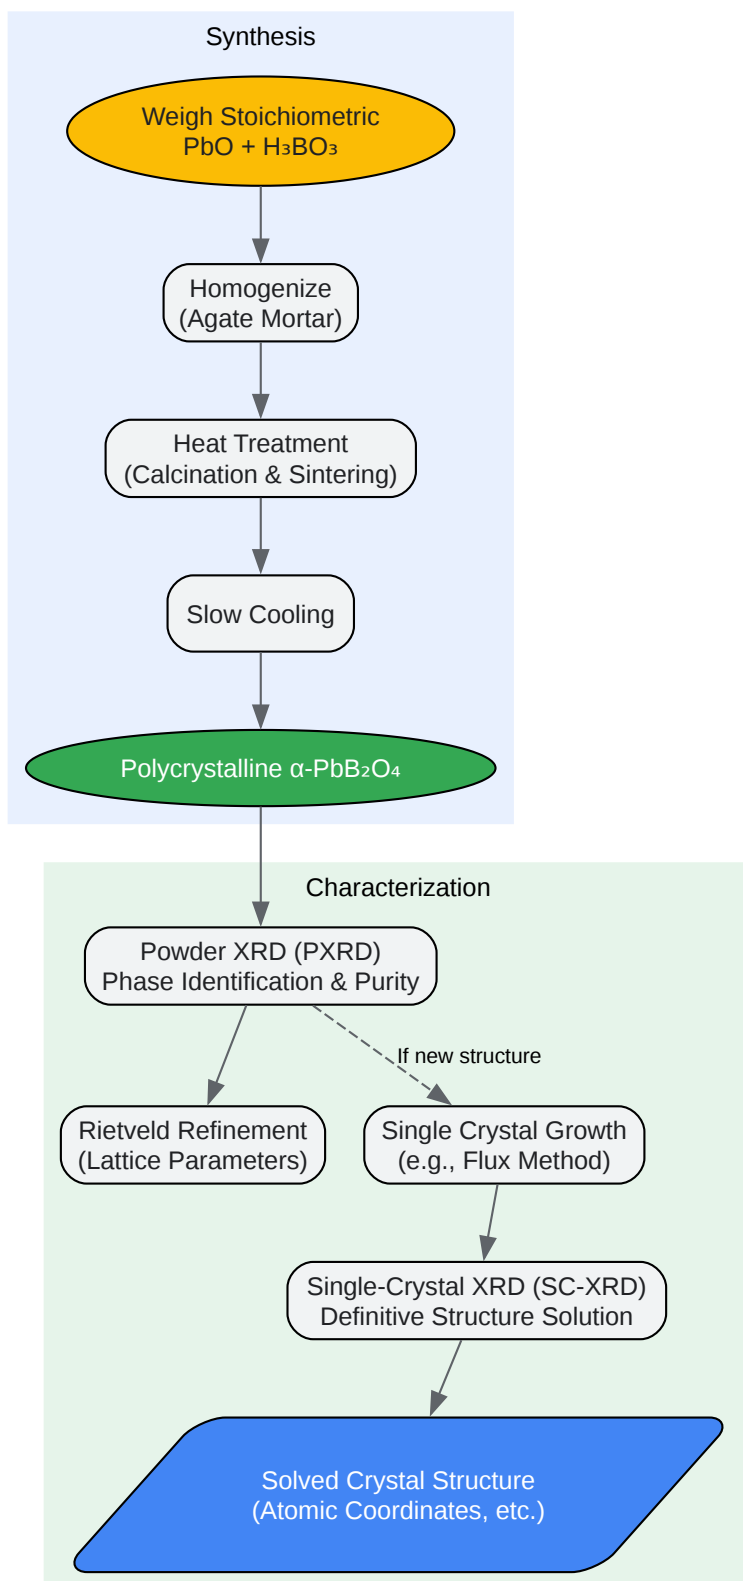 Synthesis
Weigh Stoichiometric
PbO + H₃BO₃
Homogenize
(Agate Mortar)
Heat Treatment
(Calcination & Sintering)
Slow Cooling
Polycrystalline α-PbB₂O₄
Characterization
Powder XRD (PXRD)
Phase Identification & Purity
If new structure
Rietveld Refinement
(Lattice Parameters)
Single Crystal Growth
(e.g., Flux Method)
Single-Crystal XRD (SC-XRD)
Definitive Structure Solution
Solved Crystal Structure
(Atomic Coordinates, etc.)